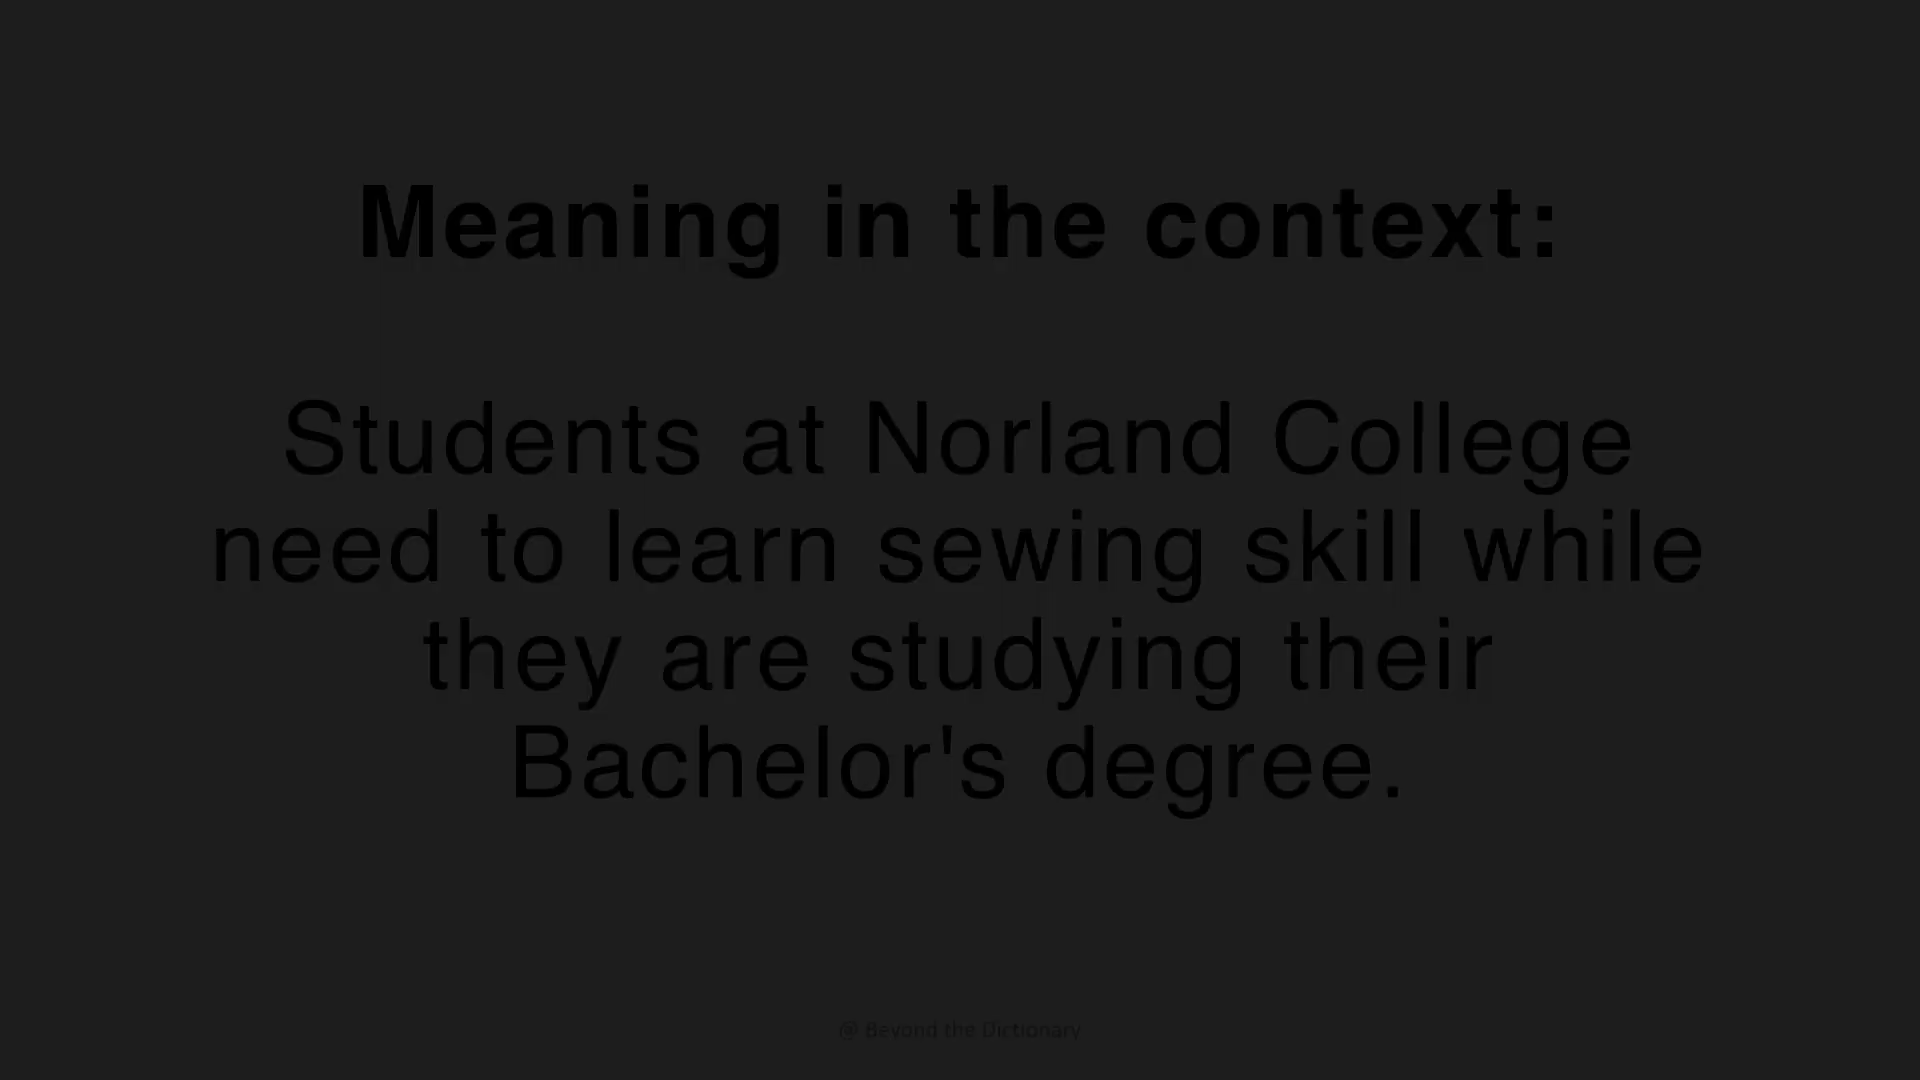 Meaning in the context:
Students at Norland College
need to learn sewing skill while
they are studying their
Bachelor's degree.
@ Beyond the Dictionary